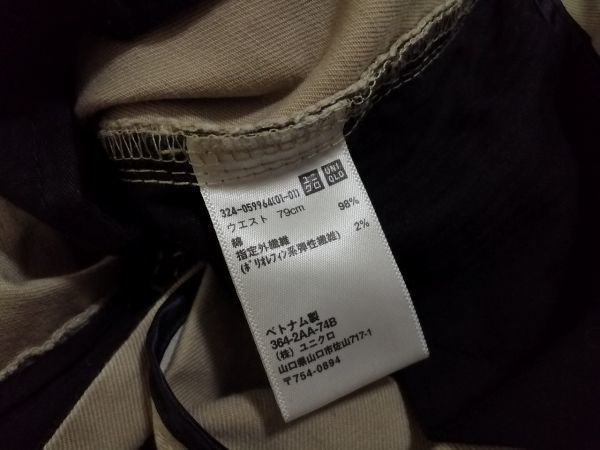 ユニクロ UNIQLO
324-059964(01-01)
ウエスト 79cm
綿 98%
指定外繊維 2%
(ポリオレフィン系弾性繊維)
ベトナム製
364-2AA-74B
(株) ユニクロ
山口県山口市佐山717-1
〒754-0894